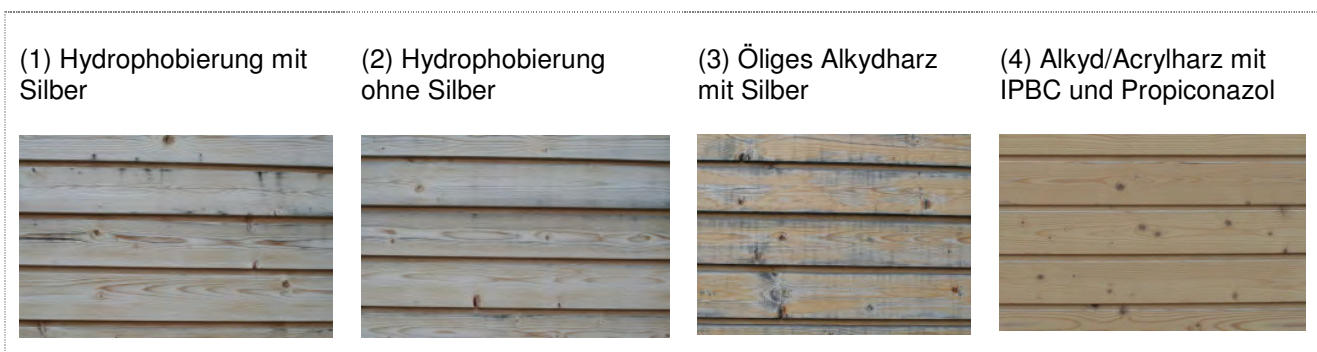 (1) Hydrophobierung mit
Silber
(2) Hydrophobierung
ohne Silber
(3) Öliges Alkydharz
mit Silber
(4) Alkyd/Acrylharz mit
IPBC und Propiconazol